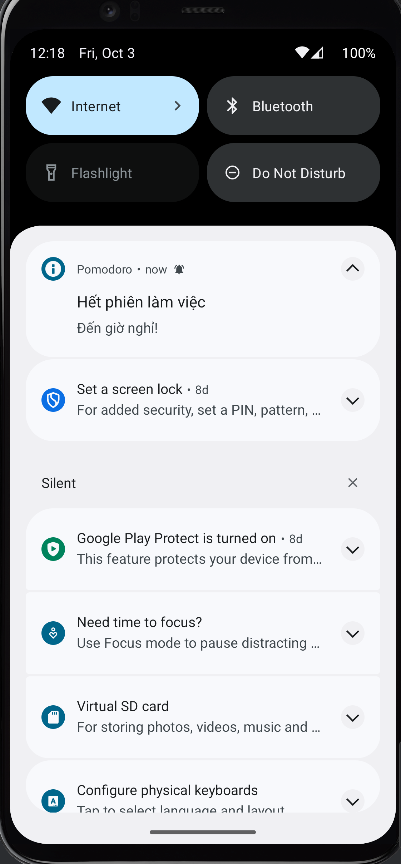 12:18 Fri, Oct 3 100%
Internet Bluetooth
Flashlight Do Not Disturb
Pomodoro • now
Hết phiên làm việc
Đến giờ nghỉ!
Set a screen lock • 8d
For added security, set a PIN, pattern, …
Silent
Google Play Protect is turned on • 8d
This feature protects your device from…
Need time to focus?
Use Focus mode to pause distracting …
Virtual SD card
For storing photos, videos, music and …
Configure physical keyboards
Tap to select language and layout